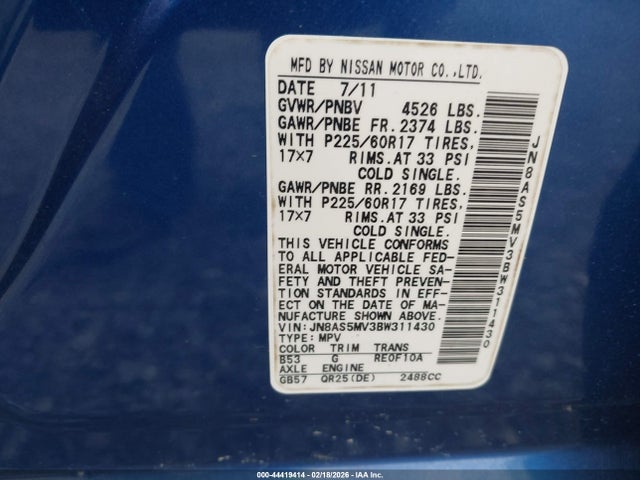 MFD BY NISSAN MOTOR CO.,LTD.
DATE 7/11
GVWR/PNBV 4526 LBS.
GAWR/PNBE FR. 2374 LBS.
WITH P225/60R17 TIRES,
17×7 RIMS.AT 33 PSI
COLD SINGLE.
GAWR/PNBE RR. 2169 LBS.
WITH P225/60R17 TIRES,
17×7 RIMS.AT 33 PSI
COLD SINGLE.
THIS VEHICLE CONFORMS
TO ALL APPLICABLE FED-
ERAL MOTOR VEHICLE SA-
FETY AND THEFT PREVEN-
TION STANDARDS IN EFF-
ECT ON THE DATE OF MA-
NUFACTURE SHOWN ABOVE.
VIN: JN8AS5MV3BW311430
TYPE: MPV
COLOR TRIM TRANS
B53 G RE0F10A
AXLE ENGINE
GB57 QR25(DE) 2488CC
JN8AS5MV3BW311430
000-44419414 - 02/18/2026 - IAA Inc.